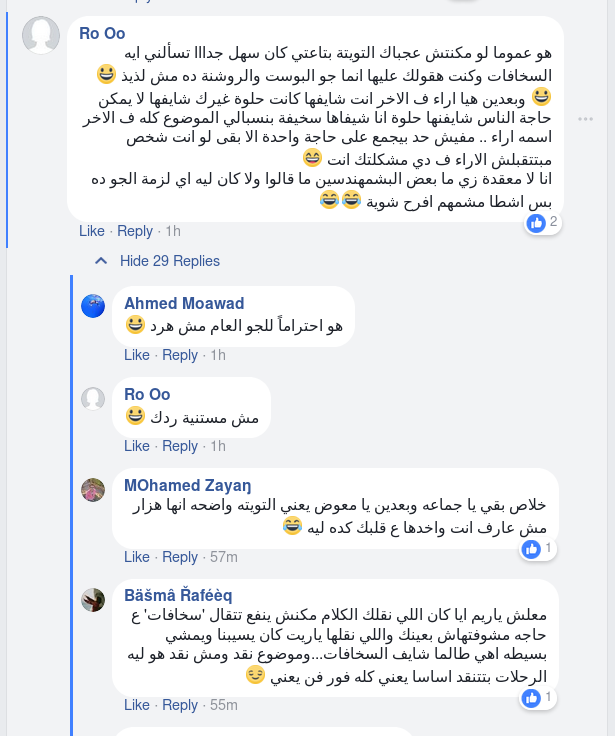 Ro Oo
هو عموما لو مكنتش عجباك التويتة بتاعتي كان سهل جدااا تسألني ايه
السخافات وكنت هقولك عليها انما جو البوست والروشنة ده مش لذيذ 😀
😀 وبعدين هيا اراء ف الاخر انت شايفها كانت حلوة غيرك شايفها لا يمكن
حاجة الناس شايفنها حلوة انا شيفاها سخيفة بنسبالي الموضوع كله ف الاخر
اسمه اراء .. مفيش حد بيجمع على حاجة واحدة الا بقى لو انت شخص
مبتتقبلش الاراء ف دي مشكلتك انت 😄
انا لا معقدة زي ما بعض البشمهندسين ما قالوا ولا كان ليه اي لزمة الجو ده
بس اشطا مشمهم افرح شوية 😂😂
2
Like · Reply · 1h
Hide 29 Replies
Ahmed Moawad
هو احتراماً للجو العام مش هرد 😀
Like · Reply · 1h
Ro Oo
مش مستنية ردك 😀
Like · Reply · 1h
MOhamed Zayaŋ
خلاص بقي يا جماعه وبعدين يا معوض يعني التويته واضحه انها هزار
مش عارف انت واخدها ع قلبك كده ليه 😂
1
Like · Reply · 57m
Bäšmâ Řaféèq
معلش ياريم ايا كان اللي نقلك الكلام مكنش ينفع تتقال 'سخافات' ع
حاجه مشوفتهاش بعينك واللي نقلها ياريت كان يسيبنا ويمشي
بسيطه اهي طالما شايف السخافات...وموضوع نقد ومش نقد هو ليه
الرحلات بتتنقد اساسا يعني كله فور فن يعني 😌
1
Like · Reply · 55m